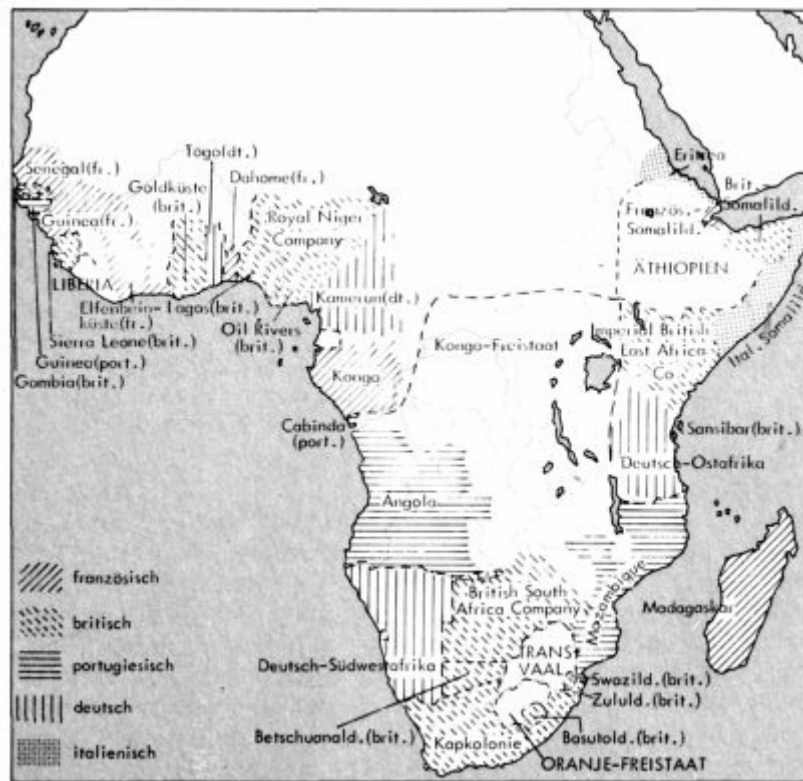 Togo(dt.)
Senegal(fr.)
Goldküste
(brit.)
Dahome(fr.)
Eritrea
Brit.-
Somalild.
Guinea(fr.)
Royal Niger
Company
Französ.-
Somalild.
LIBERIA
ÄTHIOPIEN
Elfenbein-
küste(fr.)
Lagos(brit.)
Kamerun(dt.)
Sierra Leone(brit.)
Oil Rivers
(brit.)
Kongo-Freistaat
Imperial British
East Africa
Co.
Ital. Somalil.
Guinea(port.)
Gambia(brit.)
Kongo
Cabinda
(port.)
Sansibar(brit.)
Deutsch-Ostafrika
Angola
französisch
British South
Africa Company
Mozambique
Madagaskar
britisch
portugiesisch
Deutsch-Südwestafrika
TRANS
VAAL
Swazild.(brit.)
Zululd.(brit.)
deutsch
Betschuanald.(brit.)
Kapkolonie
Basutold.(brit.)
italienisch
ORANJE-FREISTAAT